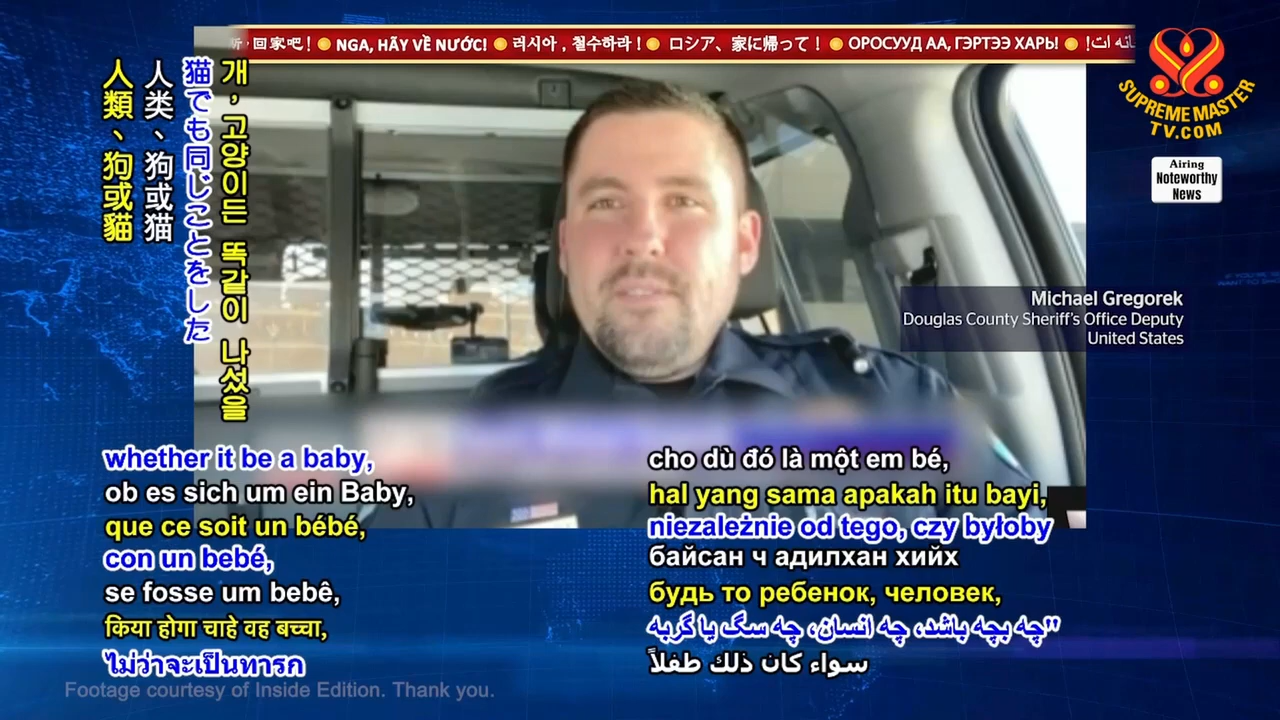 回家吧! NGA, HÃY VỀ NƯỚC! 러시아, 철수하라! ロシア、家に帰って! ОРОСУУД АА, ГЭРТЭЭ ХАРЬ!
SUPREME MASTER
TV.COM
Airing
Noteworthy
News
개, 고양이든 똑같이 나섰을
猫でも同じことをした
人类、狗或猫
人類、狗或貓
Michael Gregorek
Douglas County Sheriff's Office Deputy
United States
whether it be a baby,
ob es sich um ein Baby,
que ce soit un bébé,
con un bebé,
se fosse um bebê,
किया होगा चाहे वह बच्चा,
ไม่ว่าจะเป็นทารก
cho dù đó là một em bé,
hal yang sama apakah itu bayi,
niezależnie od tego, czy byłoby
байсан ч адилхан хийх
будь то ребенок, человек,
"چه بچه باشد، چه انسان، چه سگ یا گربه
سواء كان ذلك طفلاً
Footage courtesy of Inside Edition. Thank you.